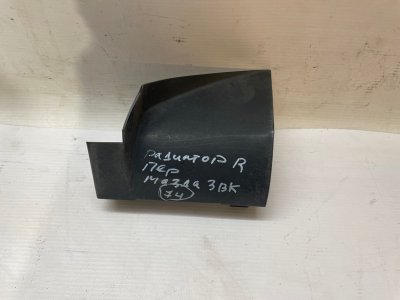 радиатор R
пер
мазда 3 BK
74